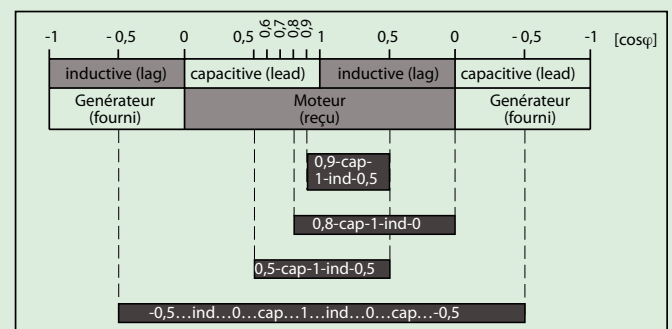 -1 - 0,5 0 0,5 0,6 0,7 0,8 0,9 1 0,5 0 - 0,5 -1 [cosφ]
inductive (lag) capacitive (lead) inductive (lag) capacitive (lead)
Genérateur Moteur Genérateur
(fourni) (reçu) (fourni)
0,9-cap-
1-ind-0,5
0,8-cap-1-ind-0
0,5-cap-1-ind-0,5
-0,5...ind...0...cap...1...ind...0...cap...-0,5